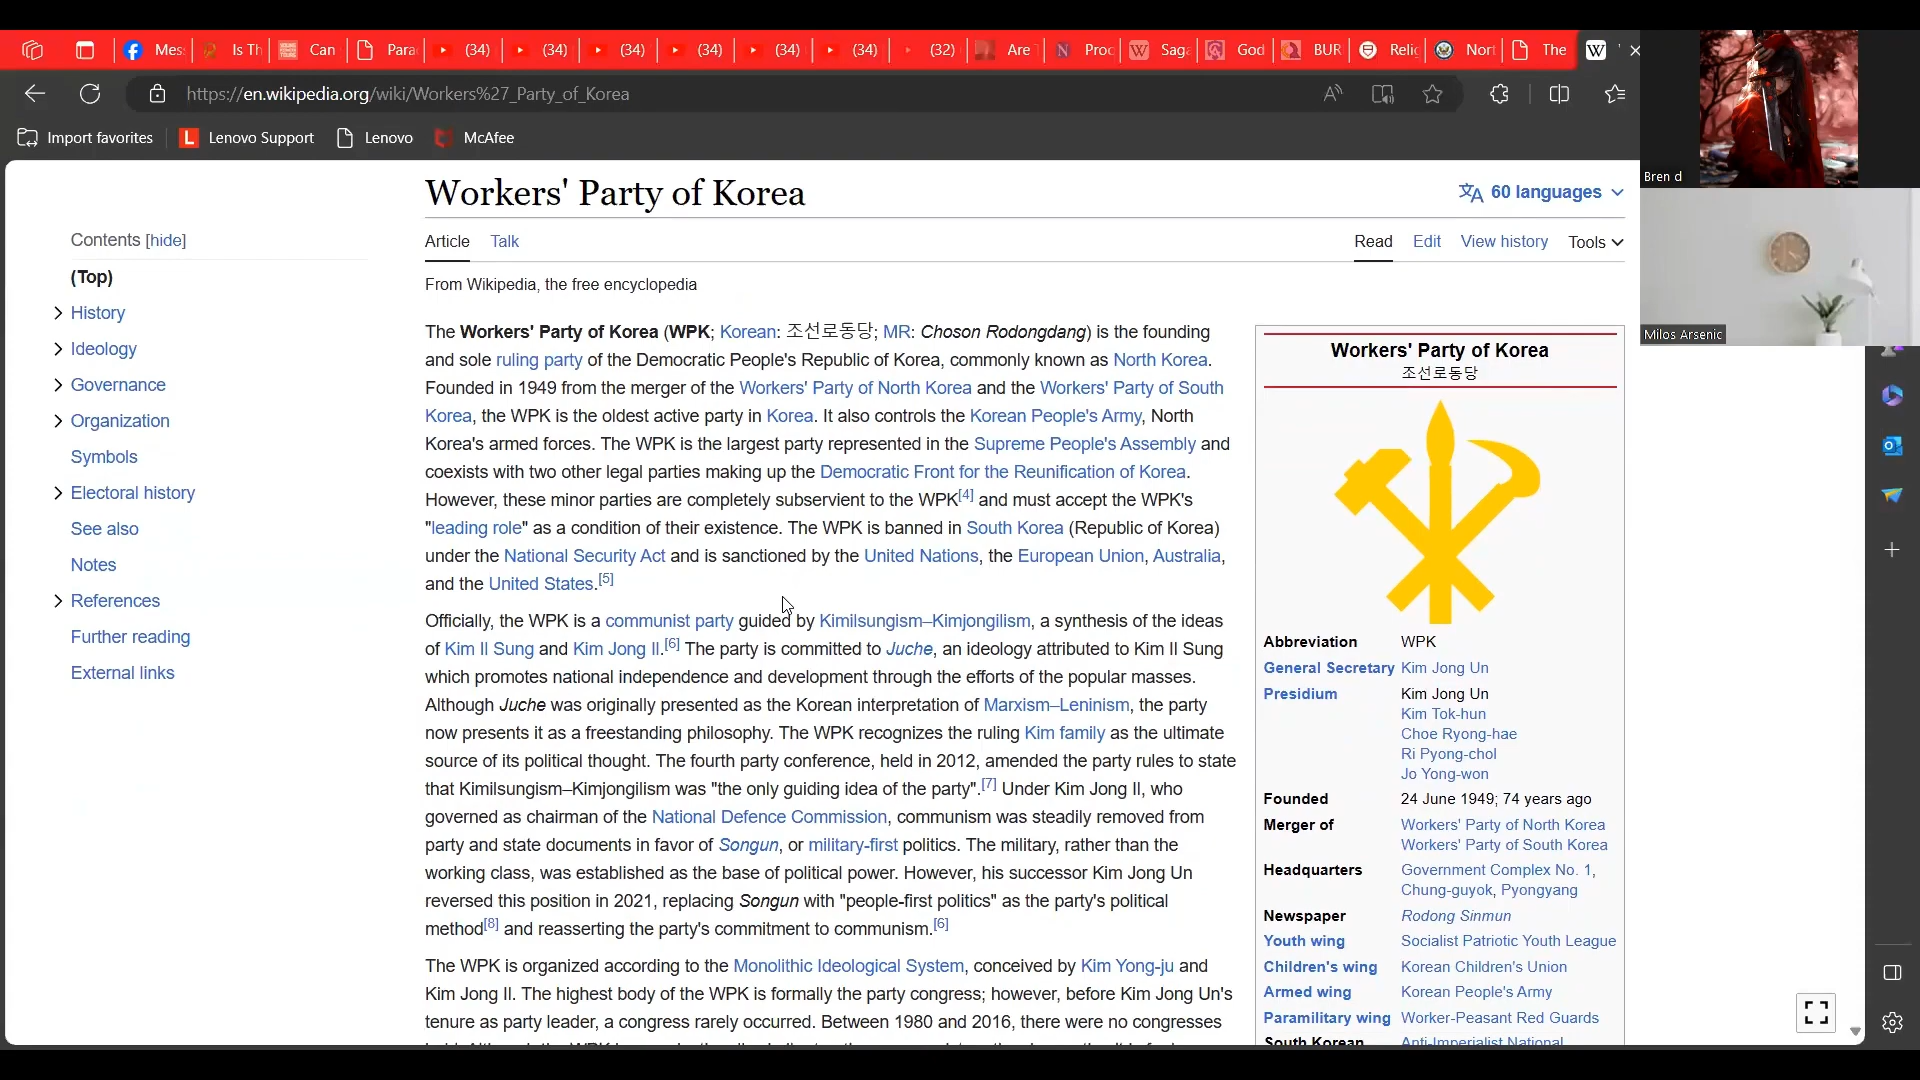 Mes
Is Th
Can
Para
(34)
(34)
(34)
(34)
(34)
(34)
(32)
Are
Proc
Saga
God
BUR
Relig
Nort
The
https://en.wikipedia.org/wiki/Workers%27_Party_of_Korea
Import favorites
Lenovo Support
Lenovo
McAfee
Bren d
Milos Arsenic
Workers' Party of Korea
60 languages
Article Talk
Read Edit View history Tools
From Wikipedia, the free encyclopedia
Contents [hide]
(Top)
History
Ideology
Governance
Organization
Symbols
Electoral history
See also
Notes
References
Further reading
External links
The Workers' Party of Korea (WPK; Korean: 조선로동당; MR: Choson Rodongdang) is the founding
and sole ruling party of the Democratic People's Republic of Korea, commonly known as North Korea.
Founded in 1949 from the merger of the Workers' Party of North Korea and the Workers' Party of South
Korea, the WPK is the oldest active party in Korea. It also controls the Korean People's Army, North
Korea's armed forces. The WPK is the largest party represented in the Supreme People's Assembly and
coexists with two other legal parties making up the Democratic Front for the Reunification of Korea.
However, these minor parties are completely subservient to the WPK[4] and must accept the WPK's
"leading role" as a condition of their existence. The WPK is banned in South Korea (Republic of Korea)
under the National Security Act and is sanctioned by the United Nations, the European Union, Australia,
and the United States.[5]
Officially, the WPK is a communist party guided by Kimilsungism–Kimjongilism, a synthesis of the ideas
of Kim Il Sung and Kim Jong Il.[6] The party is committed to Juche, an ideology attributed to Kim Il Sung
which promotes national independence and development through the efforts of the popular masses.
Although Juche was originally presented as the Korean interpretation of Marxism–Leninism, the party
now presents it as a freestanding philosophy. The WPK recognizes the ruling Kim family as the ultimate
source of its political thought. The fourth party conference, held in 2012, amended the party rules to state
that Kimilsungism–Kimjongilism was "the only guiding idea of the party".[7] Under Kim Jong Il, who
governed as chairman of the National Defence Commission, communism was steadily removed from
party and state documents in favor of Songun, or military-first politics. The military, rather than the
working class, was established as the base of political power. However, his successor Kim Jong Un
reversed this position in 2021, replacing Songun with "people-first politics" as the party's political
method[8] and reasserting the party's commitment to communism.[6]
The WPK is organized according to the Monolithic Ideological System, conceived by Kim Yong-ju and
Kim Jong Il. The highest body of the WPK is formally the party congress; however, before Kim Jong Un's
tenure as party leader, a congress rarely occurred. Between 1980 and 2016, there were no congresses
Workers' Party of Korea
조선로동당
Abbreviation WPK
General Secretary Kim Jong Un
Presidium Kim Jong Un
Kim Tok-hun
Choe Ryong-hae
Ri Pyong-chol
Jo Yong-won
Founded 24 June 1949; 74 years ago
Merger of Workers' Party of North Korea
Workers' Party of South Korea
Headquarters Government Complex No. 1,
Chung-guyok, Pyongyang
Newspaper Rodong Sinmun
Youth wing Socialist Patriotic Youth League
Children's wing Korean Children's Union
Armed wing Korean People's Army
Paramilitary wing Worker-Peasant Red Guards
South Korean Anti-Imperialist National